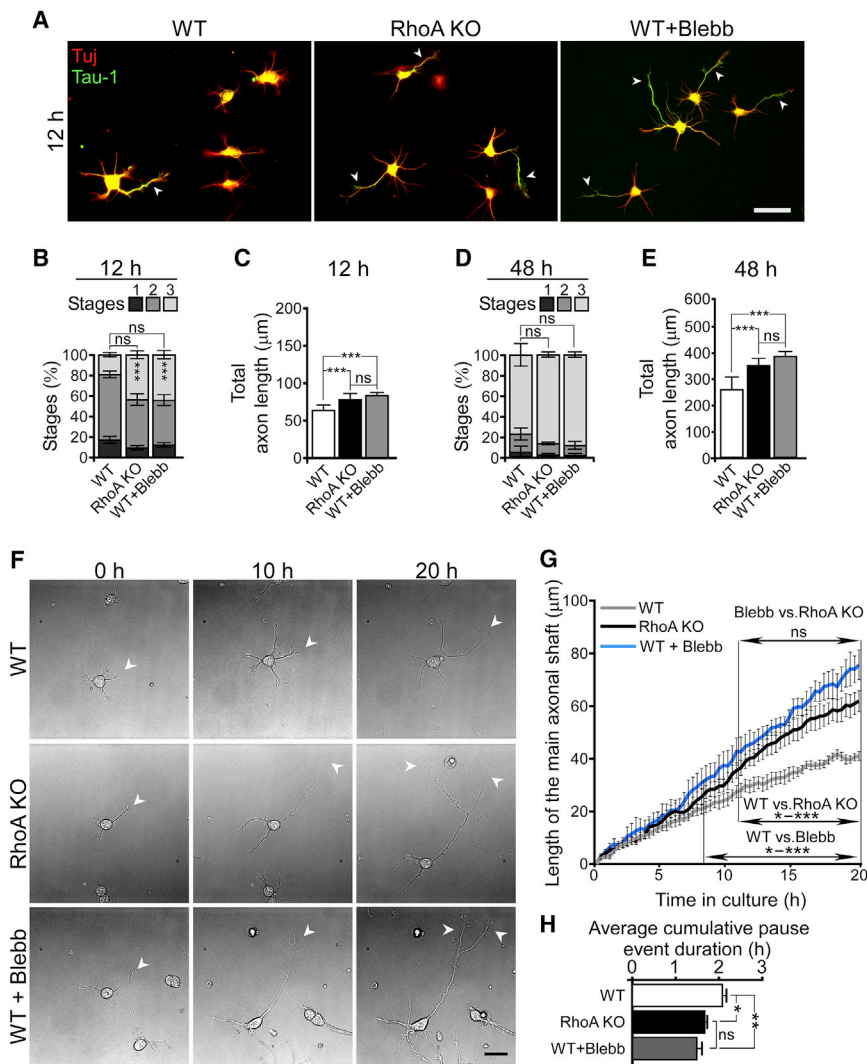 A
WT
RhoA KO
WT+Blebb
Tuj
Tau-1
12 h
B
12 h
Stages
1 2 3
ns
ns
Stages (%)
100
80
60
40
20
0
***
***
WT
RhoA KO
WT+Blebb
C
12 h
Total
axon length (µm)
200
150
100
50
0
***
***
ns
WT
RhoA KO
WT+Blebb
D
48 h
Stages
1 2 3
ns
ns
Stages (%)
100
80
60
40
20
0
WT
RhoA KO
WT+Blebb
E
48 h
Total
axon length (µm)
600
500
400
300
200
100
0
***
***
ns
WT
RhoA KO
WT+Blebb
F
0 h
10 h
20 h
WT
RhoA KO
WT + Blebb
G
Length of the main axonal shaft (µm)
100
80
60
40
20
0
WT
RhoA KO
WT + Blebb
Blebb vs.RhoA KO
ns
WT vs.RhoA KO
*–***
WT vs.Blebb
*–***
0 5 10 15 20
Time in culture (h)
H
Average cumulative pause
event duration (h)
0 1 2 3
WT
RhoA KO
WT+Blebb
*
**
ns